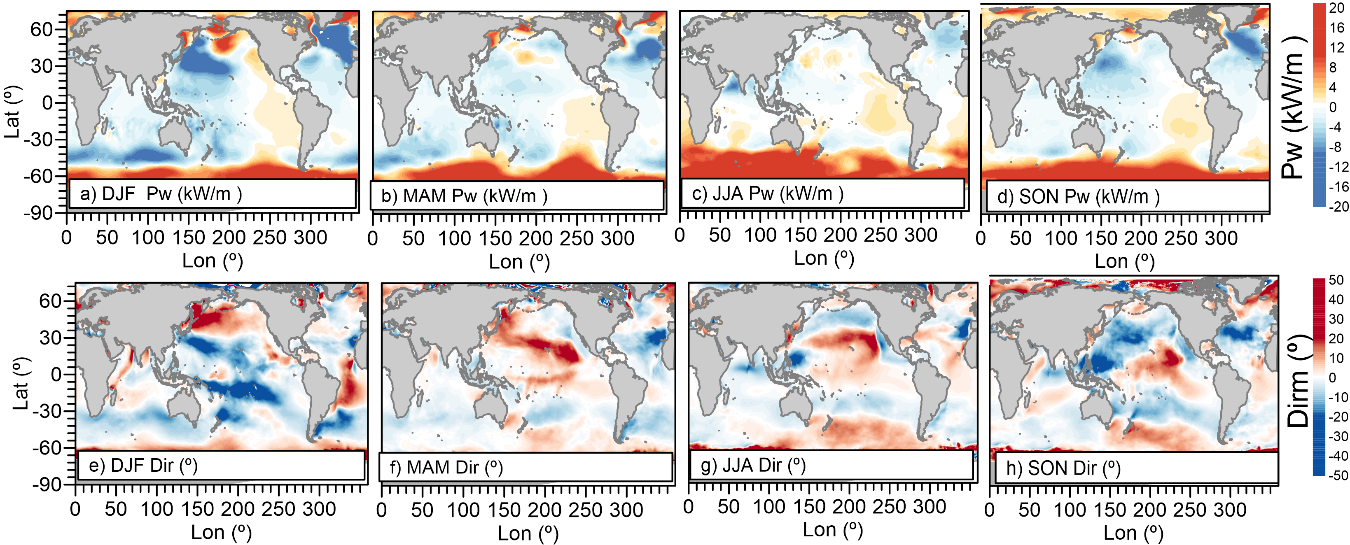 60
30
0
-30
-60
-90
Lat (º)
a) DJF Pw (kW/m )
b) MAM Pw (kW/m )
c) JJA Pw (kW/m )
d) SON Pw (kW/m )
0 50 100 150 200 250 300
0 50 100 150 200 250 300
0 50 100 150 200 250 300
0 50 100 150 200 250 300
Lon (º)
Lon (º)
Lon (º)
Lon (º)
Pw (kW/m )
20
16
12
8
4
0
-4
-8
-12
-16
-20
60
30
0
-30
-60
-90
Lat (º)
e) DJF Dir (º)
f) MAM Dir (º)
g) JJA Dir (º)
h) SON Dir (º)
0 50 100 150 200 250 300
0 50 100 150 200 250 300
0 50 100 150 200 250 300
0 50 100 150 200 250 300
Lon (º)
Lon (º)
Lon (º)
Lon (º)
Dirm (º)
50
40
30
20
10
0
-10
-20
-30
-40
-50